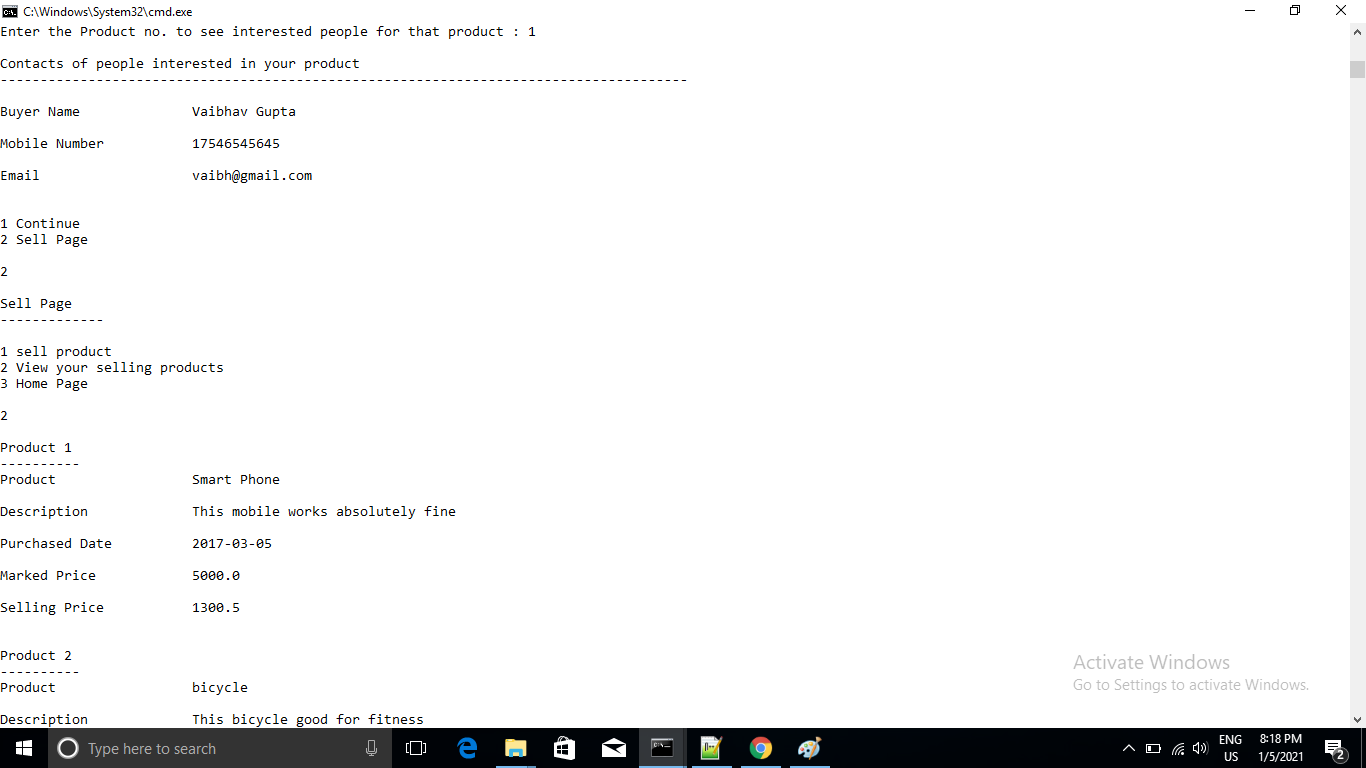 C:\Windows\System32\cmd.exe
Enter the Product no. to see interested people for that product : 1
Contacts of people interested in your product
--------------------------------------------------------------------------------------
Buyer Name Vaibhav Gupta
Mobile Number 17546545645
Email vaibh@gmail.com
1 Continue
2 Sell Page
2
Sell Page
-------------
1 sell product
2 View your selling products
3 Home Page
2
Product 1
----------
Product Smart Phone
Description This mobile works absolutely fine
Purchased Date 2017-03-05
Marked Price 5000.0
Selling Price 1300.5
Product 2
----------
Product bicycle
Description This bicycle good for fitness
Activate Windows
Go to Settings to activate Windows.
Type here to search
ENG
US
8:18 PM
1/5/2021
2